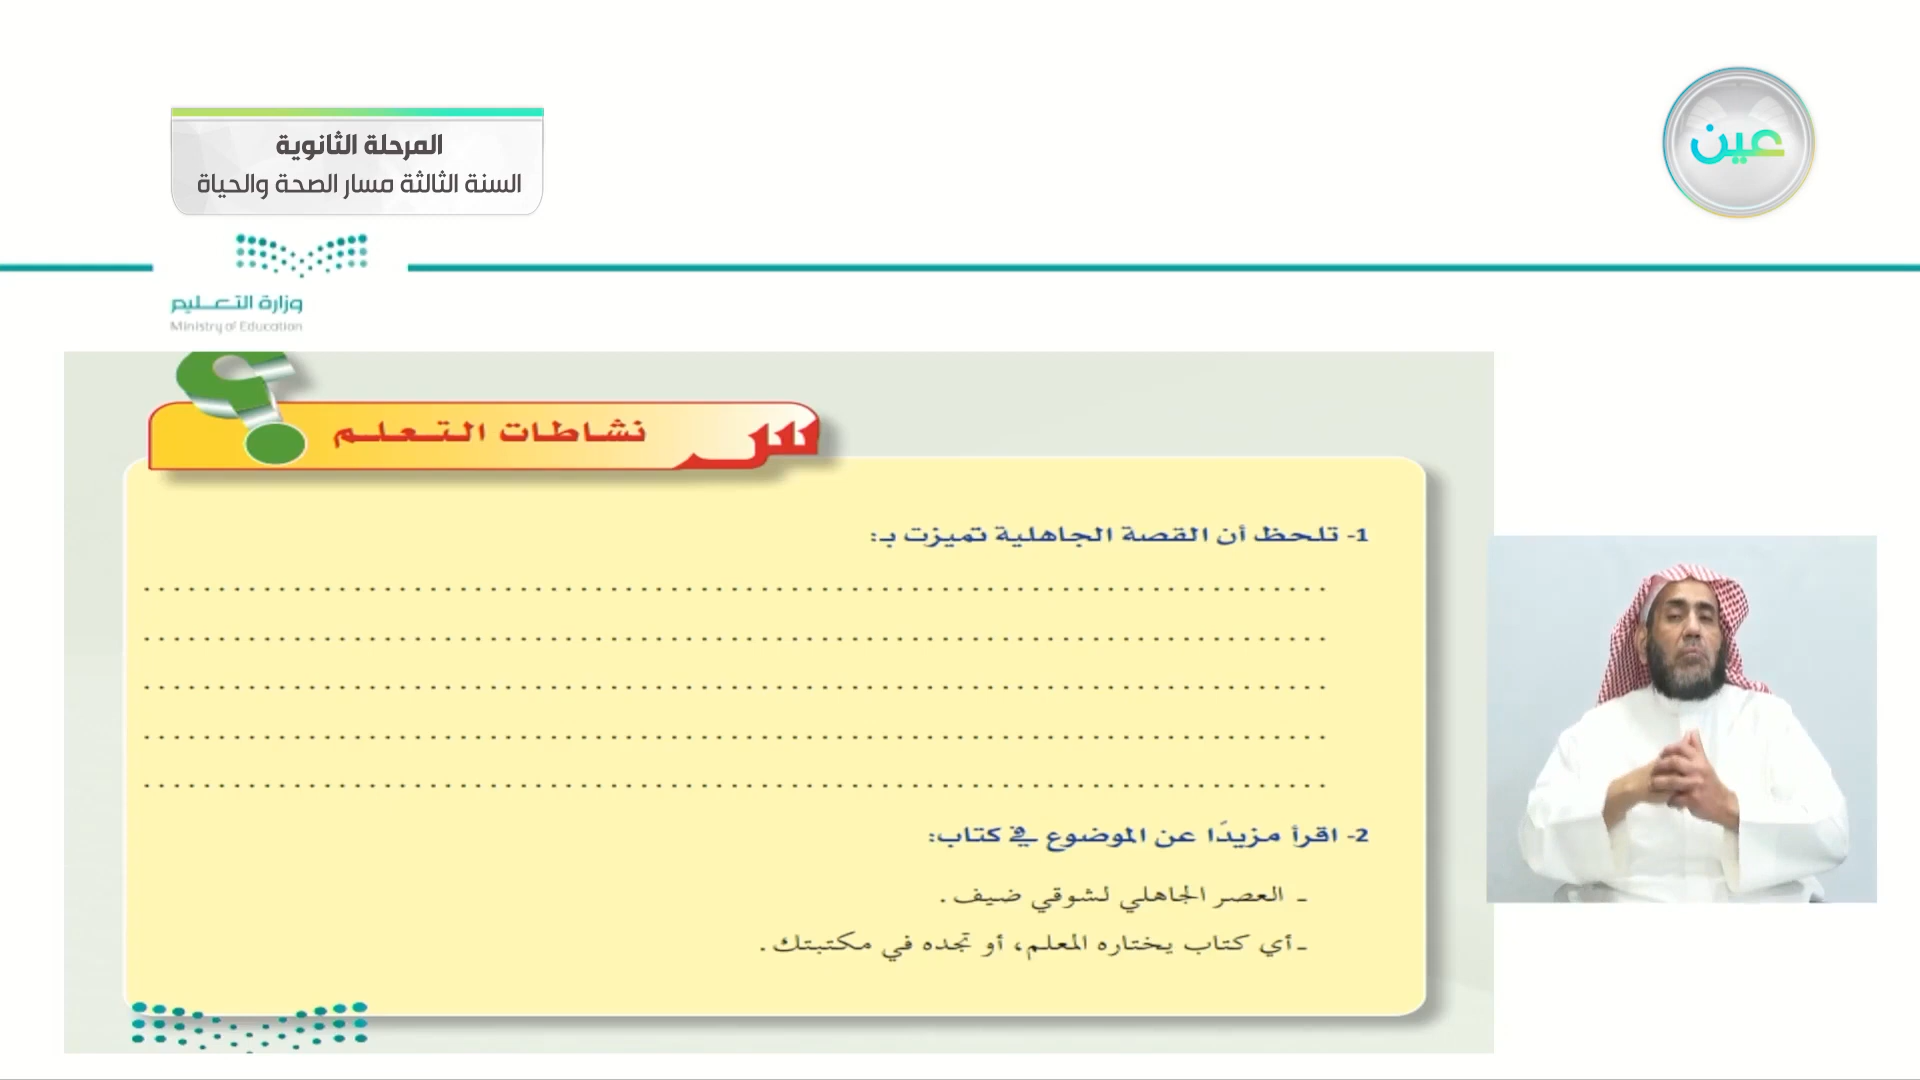 المرحلة الثانوية
السنة الثالثة مسار الصحة والحياة
عين
وزارة التعليم
Ministry of Education
س نشاطات التعلم ؟
1- تلحظ أن القصة الجاهلية تميزت بـ:
2- اقرأ مزيدًا عن الموضوع في كتاب:
ـ العصر الجاهلي لشوقي ضيف .
ـ أي كتاب يختاره المعلم، أو تجده في مكتبتك .